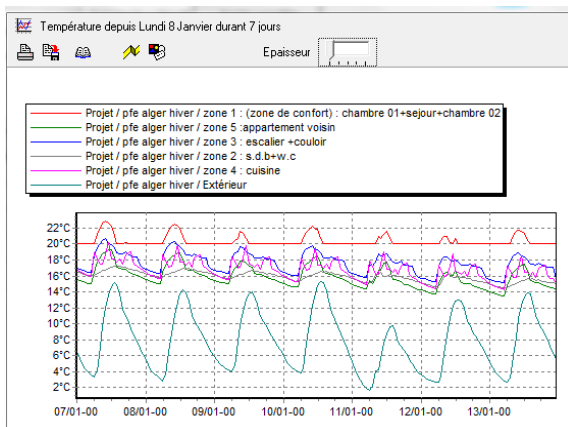 Température depuis Lundi 8 Janvier durant 7 jours
Epaisseur
Projet / pfe alger hiver / zone 1 : (zone de confort) : chambre 01+sejour+chambre 02
Projet / pfe alger hiver / zone 5 :appartement voisin
Projet / pfe alger hiver / zone 3 : escalier +couloir
Projet / pfe alger hiver / zone 2 : s.d.b+w.c
Projet / pfe alger hiver / zone 4 : cuisine
Projet / pfe alger hiver / Extérieur
22°C
20°C
18°C
16°C
14°C
12°C
10°C
8°C
6°C
4°C
2°C
07/01-00 08/01-00 09/01-00 10/01-00 11/01-00 12/01-00 13/01-00